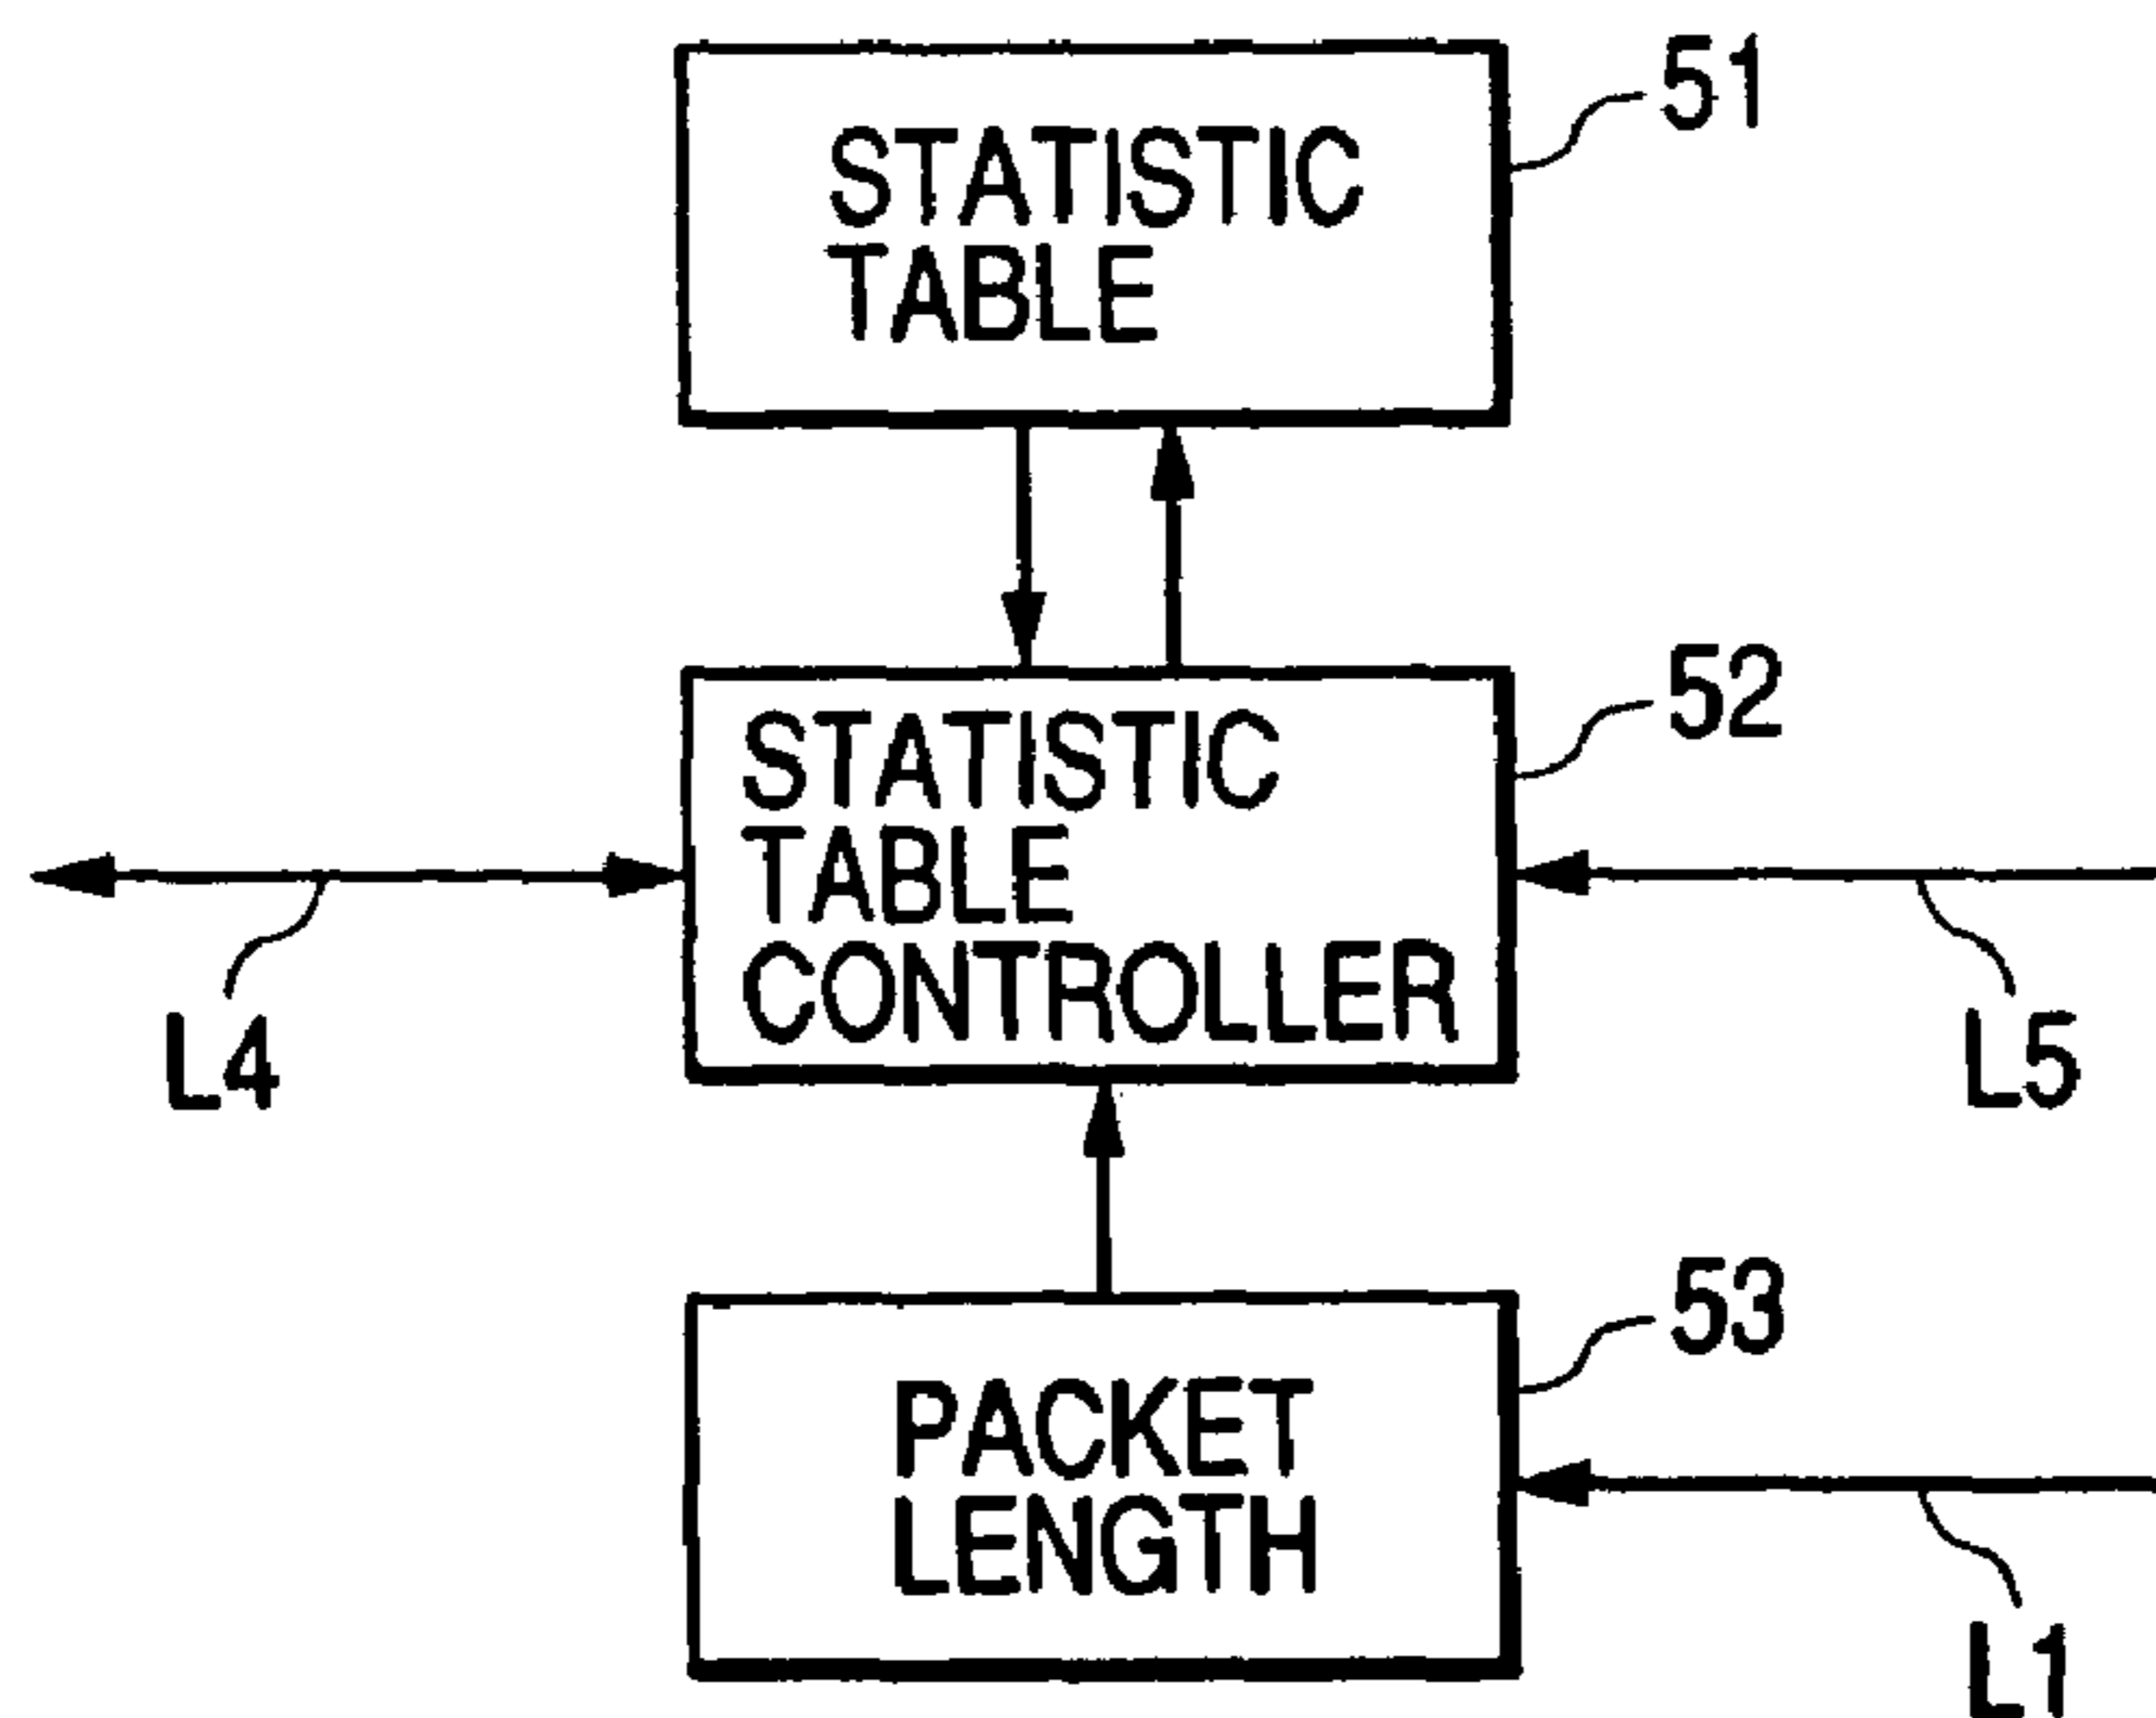 51
STATISTIC
TABLE
52
STATISTIC
TABLE
CONTROLLER
L4
L5
53
PACKET
LENGTH
L1